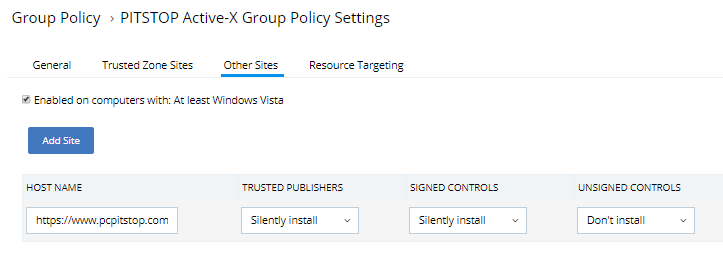 Group Policy › PITSTOP Active-X Group Policy Settings
General Trusted Zone Sites Other Sites Resource Targeting
Enabled on computers with: At least Windows Vista
Add Site
HOST NAME TRUSTED PUBLISHERS SIGNED CONTROLS UNSIGNED CONTROLS
https://www.pcpitstop.com Silently install Silently install Don't install